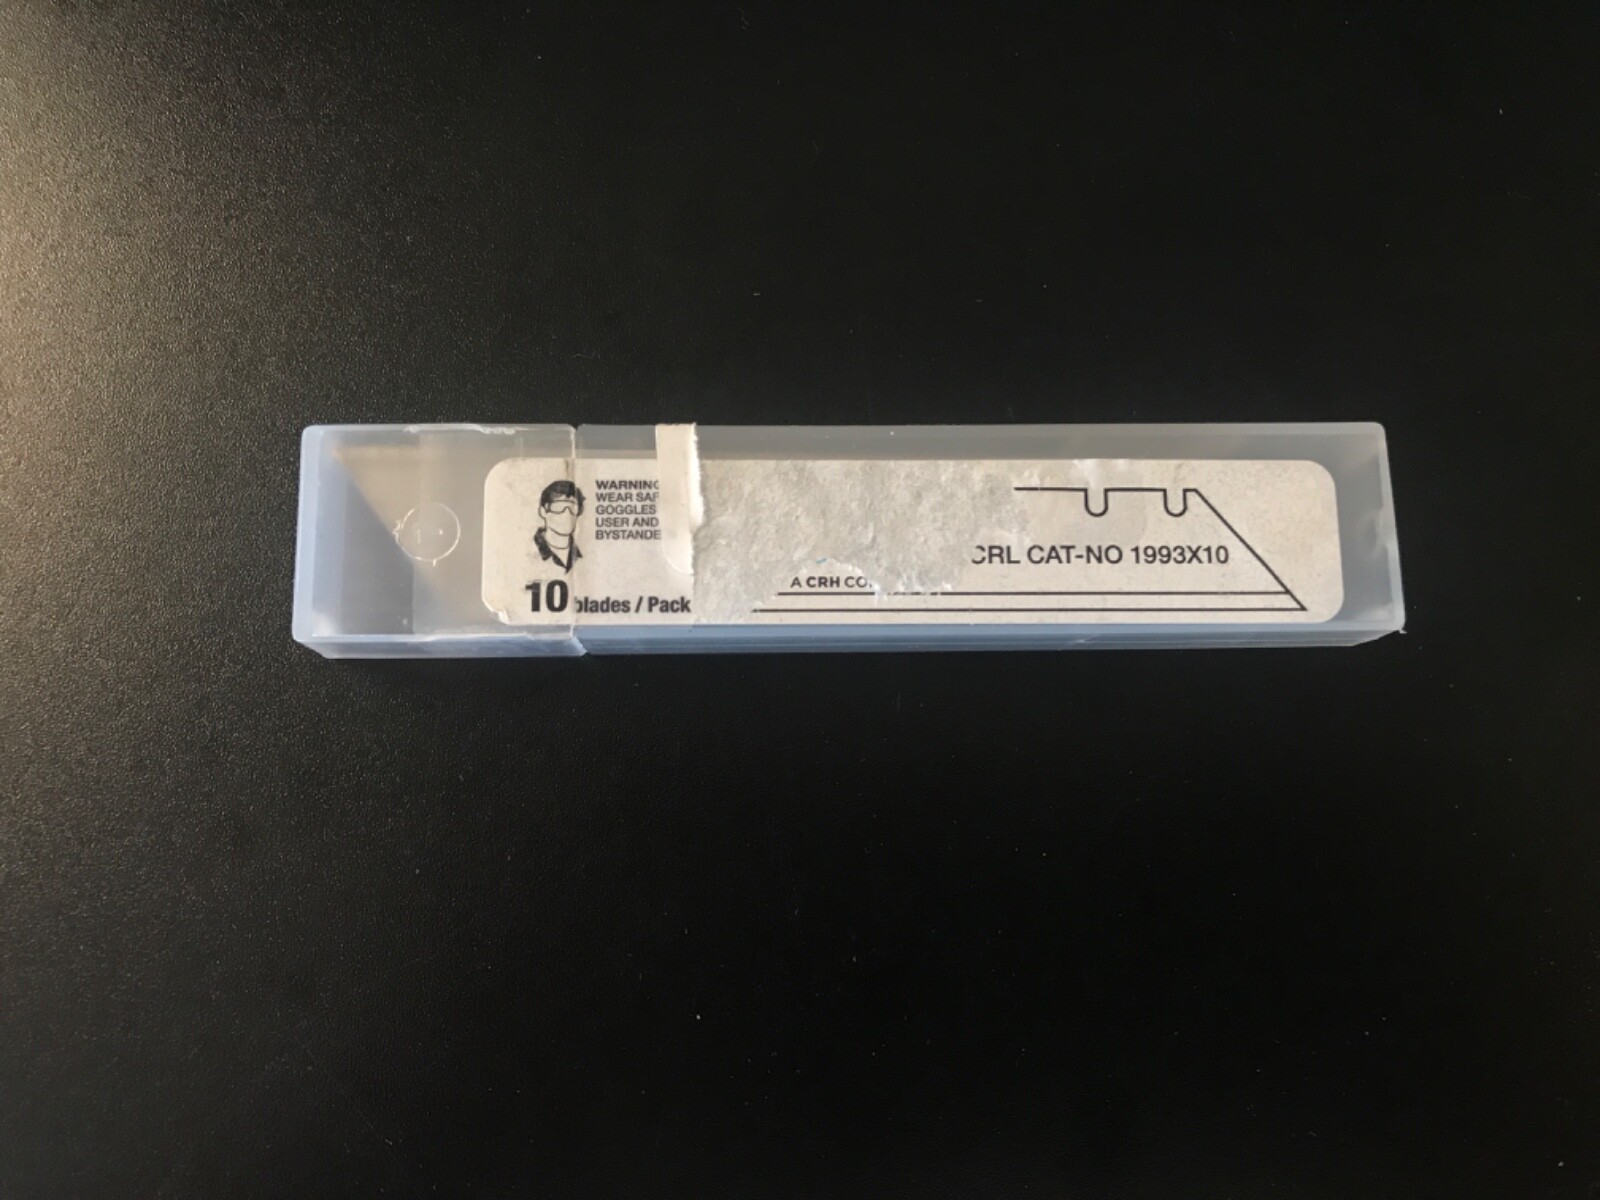 WARNING
WEAR SAF
GOGGLES
USER AND
BYSTANDE
10 blades / Pack
A CRH CO
CRL CAT-NO 1993X10